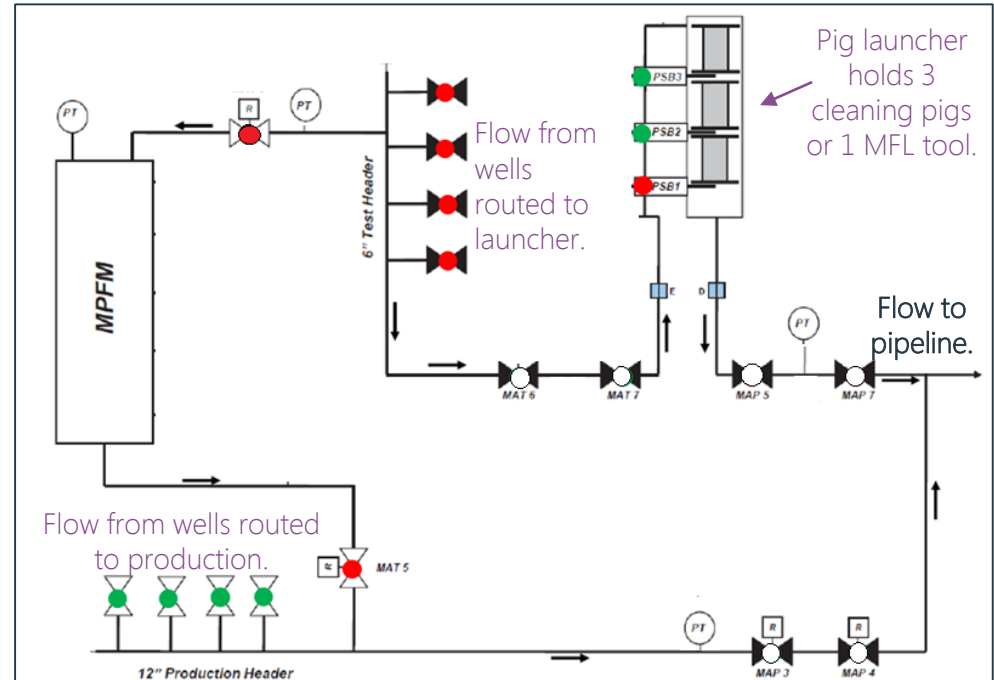 Pig launcher
holds 3
cleaning pigs
or 1 MFL tool.
PSB3
PSB2
PSB1
PT
R
PT
6" Test Header
Flow from
wells
routed to
launcher.
MPFM
E
D
PT
Flow to
pipeline.
MAT 6
MAT 7
MAP 5
MAP 7
Flow from wells routed
to production.
R
MAT 5
PT
R
R
MAP 3
MAP 4
12" Production Header